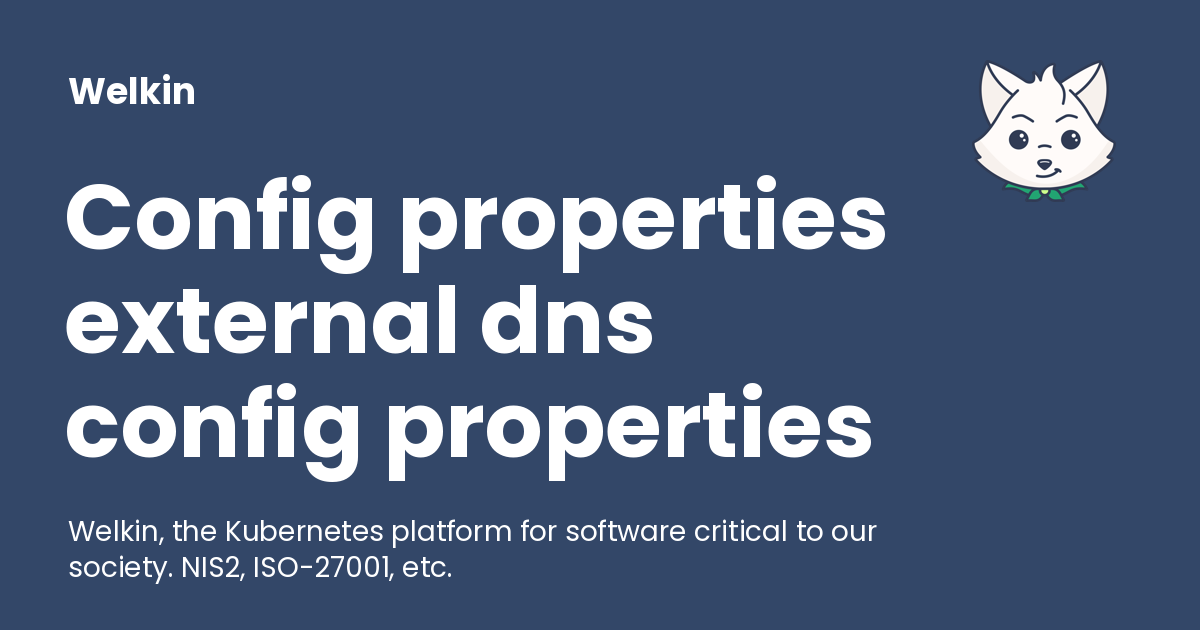 Welkin
Config properties
external dns
config properties
Welkin, the Kubernetes platform for software critical to our
society. NIS2, ISO-27001, etc.